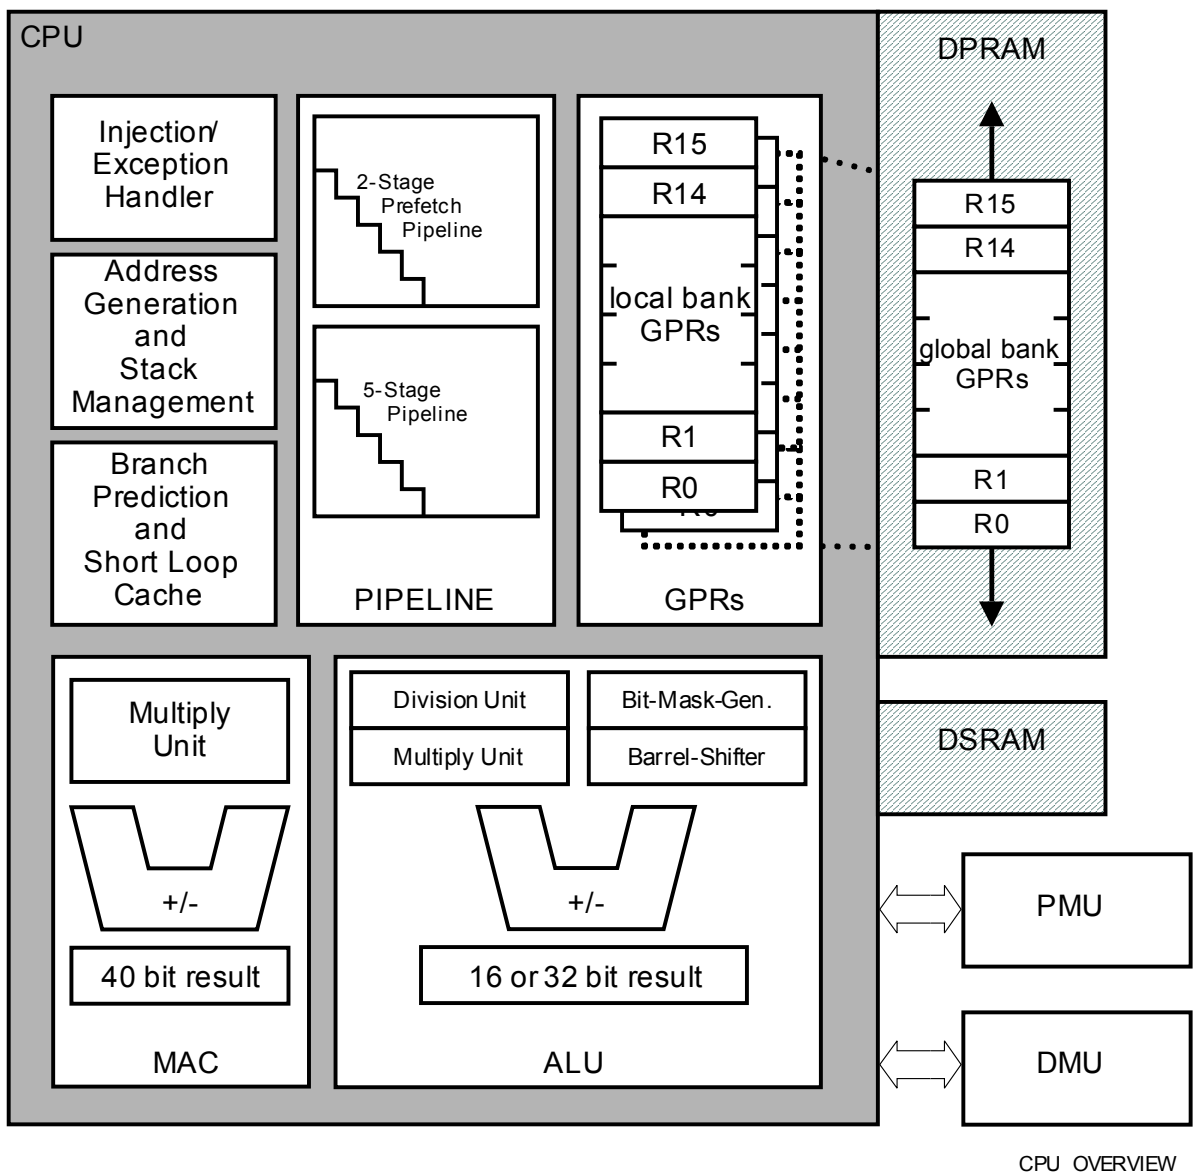 CPU
DPRAM
Injection/
Exception
Handler
Address
Generation
and
Stack
Management
Branch
Prediction
and
Short Loop
Cache
2-Stage
Prefetch
Pipeline
5-Stage
Pipeline
PIPELINE
R15
R14
local bank
GPRs
R1
R0
GPRs
R15
R14
global bank
GPRs
R1
R0
Multiply
Unit
+/-
40 bit result
MAC
Division Unit
Multiply Unit
Bit-Mask-Gen.
Barrel-Shifter
+/-
16 or 32 bit result
ALU
DSRAM
PMU
DMU
CPU OVERVIEW